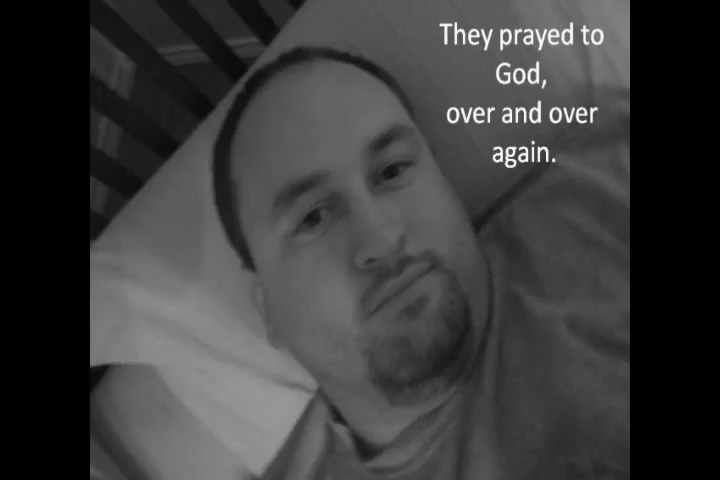 They prayed to
God,
over and over
again.